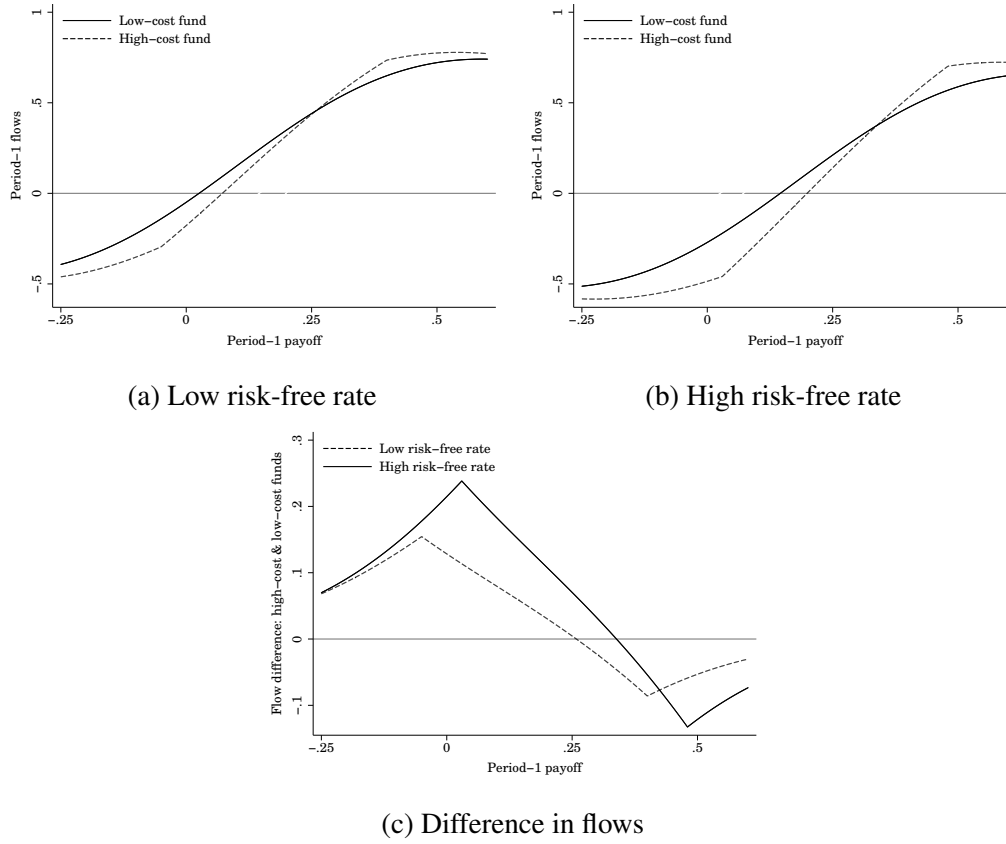 1
.5
0
-.5
Period-1 flows
Low-cost fund
High-cost fund
-.25
0
.25
.5
Period-1 payoff
(a) Low risk-free rate
1
.5
0
-.5
Period-1 flows
Low-cost fund
High-cost fund
-.25
0
.25
.5
Period-1 payoff
(b) High risk-free rate
.3
.2
.1
0
-.1
Flow difference: high-cost & low-cost funds
Low risk-free rate
High risk-free rate
-.25
0
.25
.5
Period-1 payoff
(c) Difference in flows